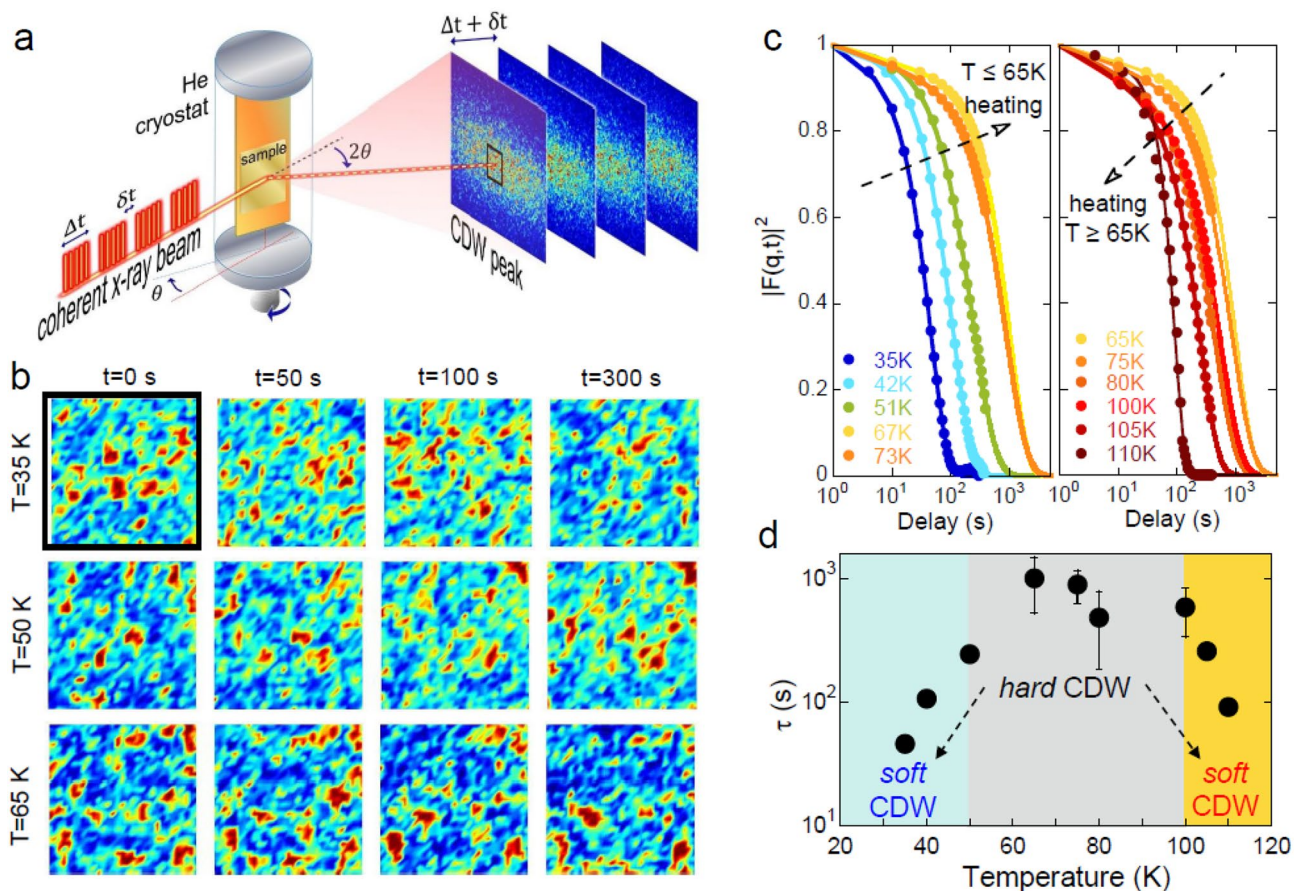 a
He
cryostat
sample
2θ
Δt + δt
Δt
δt
θ
coherent x-ray beam
CDW peak
b
t=0 s
t=50 s
t=100 s
t=300 s
T=35 K
T=50 K
T=65 K
c
|F(q,t)|²
1
0.8
0.6
0.4
0.2
0
T ≤ 65K
heating
35K
42K
51K
67K
73K
10⁰
10¹
10²
10³
Delay (s)
heating
T ≥ 65K
65K
75K
80K
100K
105K
110K
10¹
10²
10³
Delay (s)
d
τ (s)
10³
10²
10¹
hard CDW
soft
CDW
soft
CDW
20
40
60
80
100
120
Temperature (K)